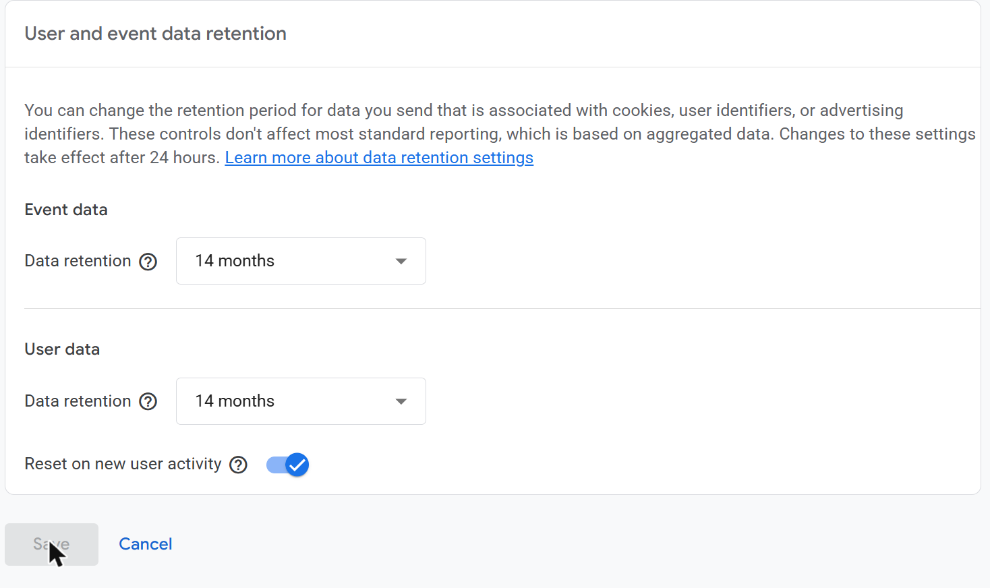 User and event data retention
You can change the retention period for data you send that is associated with cookies, user identifiers, or advertising
identifiers. These controls don't affect most standard reporting, which is based on aggregated data. Changes to these settings
take effect after 24 hours. Learn more about data retention settings
Event data
Data retention ? 14 months
User data
Data retention ? 14 months
Reset on new user activity ?
Save Cancel